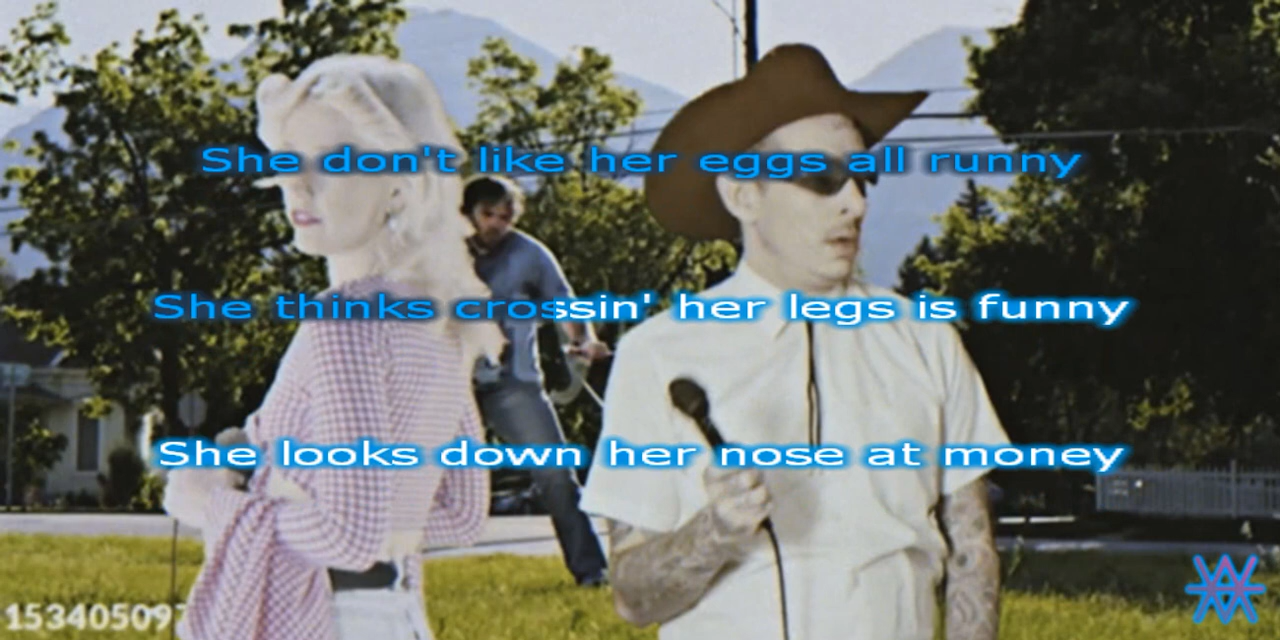 She don't like her eggs all runny
She thinks crossin' her legs is funny
She looks down her nose at money
153405097